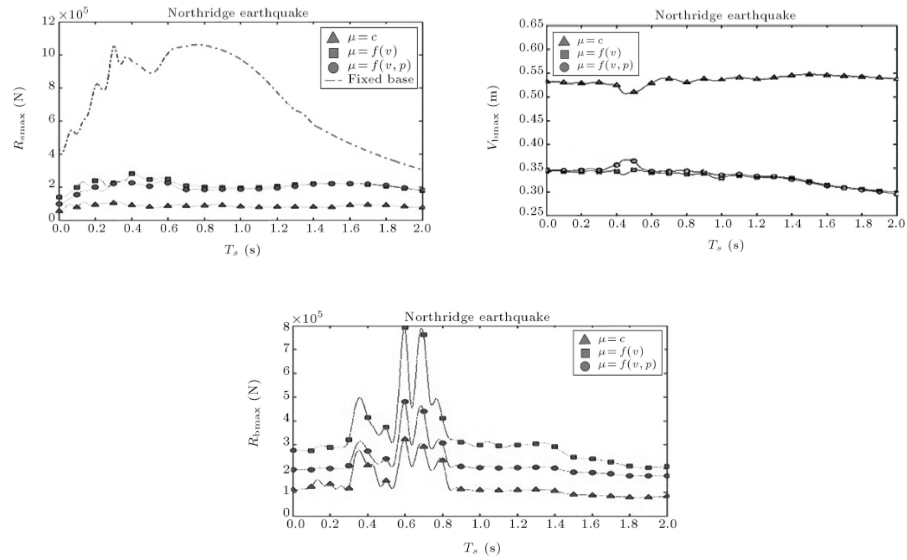 Northridge earthquake
×10⁵
12
10
8
6
4
2
0
0.0 0.2 0.4 0.6 0.8 1.0 1.2 1.4 1.6 1.8 2.0
R_smax (N)
T_s (s)
μ = c
μ = f(v)
μ = f(v, p)
Fixed base
Northridge earthquake
0.65
0.60
0.55
0.50
0.45
0.40
0.35
0.30
0.25
0.0 0.2 0.4 0.6 0.8 1.0 1.2 1.4 1.6 1.8 2.0
V_bmax (m)
T_s (s)
μ = c
μ = f(v)
μ = f(v, p)
Northridge earthquake
×10⁵
8
7
6
5
4
3
2
1
0
0.0 0.2 0.4 0.6 0.8 1.0 1.2 1.4 1.6 1.8 2.0
R_bmax (N)
T_s (s)
μ = c
μ = f(v)
μ = f(v, p)